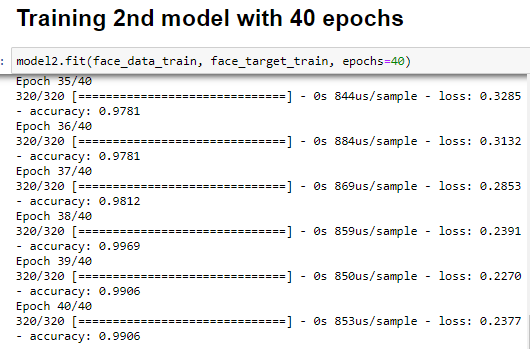 Training 2nd model with 40 epochs
: model2.fit(face_data_train, face_target_train, epochs=40)
Epoch 35/40
320/320 [==============================] - 0s 844us/sample - loss: 0.3285
- accuracy: 0.9781
Epoch 36/40
320/320 [==============================] - 0s 884us/sample - loss: 0.3132
- accuracy: 0.9781
Epoch 37/40
320/320 [==============================] - 0s 869us/sample - loss: 0.2853
- accuracy: 0.9812
Epoch 38/40
320/320 [==============================] - 0s 859us/sample - loss: 0.2391
- accuracy: 0.9969
Epoch 39/40
320/320 [==============================] - 0s 850us/sample - loss: 0.2270
- accuracy: 0.9906
Epoch 40/40
320/320 [==============================] - 0s 853us/sample - loss: 0.2377
- accuracy: 0.9906